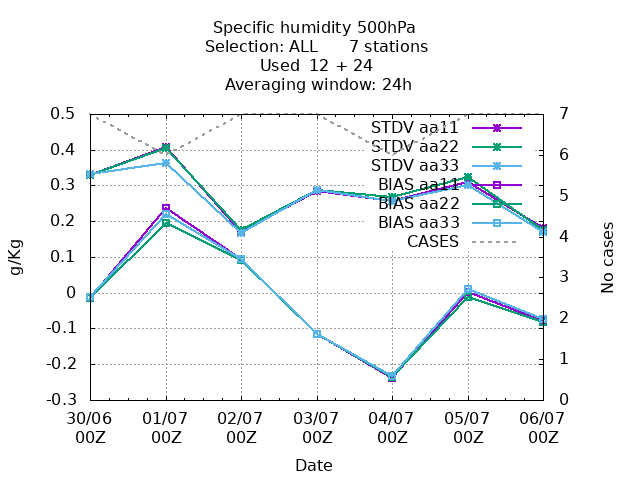 Specific humidity 500hPa
Selection: ALL 7 stations
Used 12 + 24
Averaging window: 24h
0.5
0.4
0.3
0.2
0.1
0
-0.1
-0.2
-0.3
g/Kg
7
6
5
4
3
2
1
0
No cases
STDV aa11
STDV aa22
STDV aa33
BIAS aa11
BIAS aa22
BIAS aa33
CASES
30/06 01/07 02/07 03/07 04/07 05/07 06/07
00Z 00Z 00Z 00Z 00Z 00Z 00Z
Date